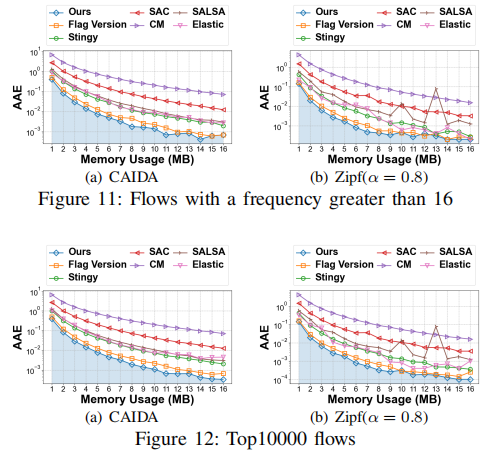 Ours SAC SALSA
Flag Version CM Elastic
Stingy
AAE
10^1
10^0
10^-1
10^-2
10^-3
1 2 3 4 5 6 7 8 9 10 11 12 13 14 15 16
Memory Usage (MB)
(a) CAIDA
Ours SAC SALSA
Flag Version CM Elastic
Stingy
AAE
10^0
10^-1
10^-2
10^-3
1 2 3 4 5 6 7 8 9 10 11 12 13 14 15 16
Memory Usage (MB)
(b) Zipf(α = 0.8)
Figure 11: Flows with a frequency greater than 16
Ours SAC SALSA
Flag Version CM Elastic
Stingy
AAE
10^1
10^0
10^-1
10^-2
10^-3
1 2 3 4 5 6 7 8 9 10 11 12 13 14 15 16
Memory Usage (MB)
(a) CAIDA
Ours SAC SALSA
Flag Version CM Elastic
Stingy
AAE
10^0
10^-1
10^-2
10^-3
10^-4
1 2 3 4 5 6 7 8 9 10 11 12 13 14 15 16
Memory Usage (MB)
(b) Zipf(α = 0.8)
Figure 12: Top10000 flows